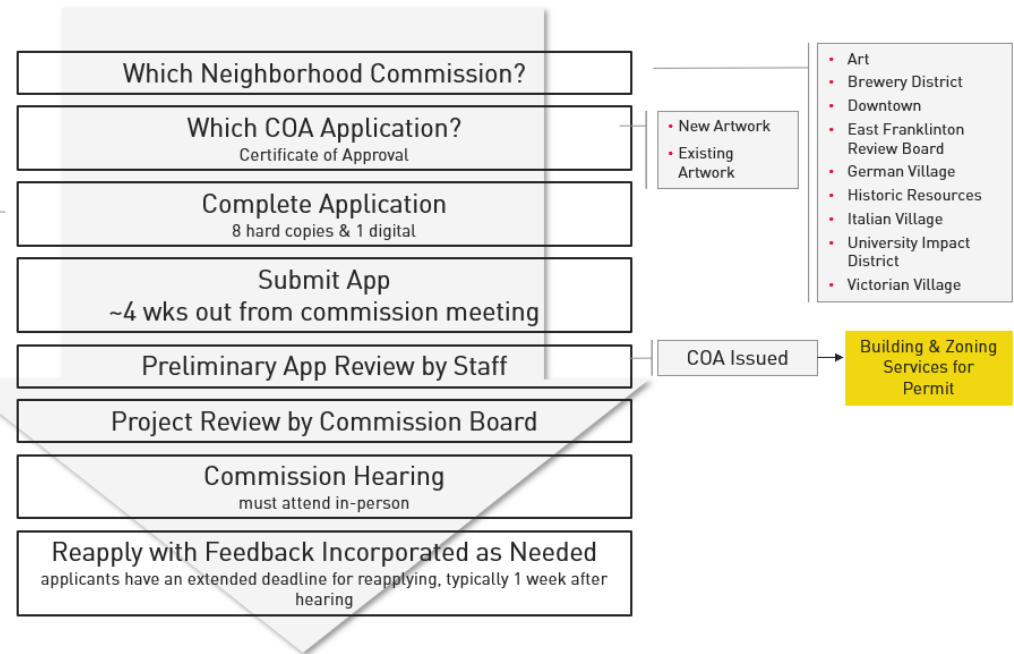 Which Neighborhood Commission?
Which COA Application?
Certificate of Approval
Complete Application
8 hard copies & 1 digital
Submit App
~4 wks out from commission meeting
Preliminary App Review by Staff
Project Review by Commission Board
Commission Hearing
must attend in-person
Reapply with Feedback Incorporated as Needed
applicants have an extended deadline for reapplying, typically 1 week after
hearing
• New Artwork
• Existing
Artwork
• Art
• Brewery District
• Downtown
• East Franklinton
Review Board
• German Village
• Historic Resources
• Italian Village
• University Impact
District
• Victorian Village
COA Issued
Building & Zoning
Services for
Permit